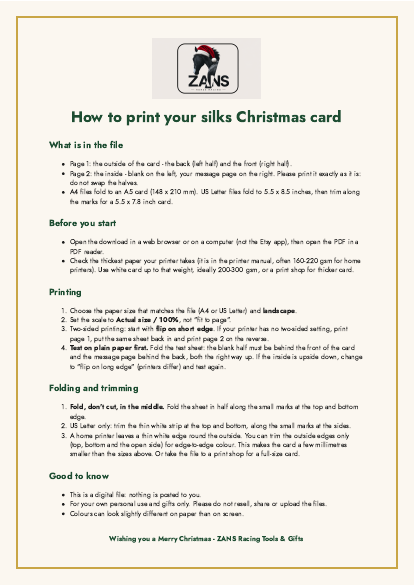 ZANS
How to print your silks Christmas card
What is in the file
• Page 1: the outside of the card - the back (left half) and the front (right half).
• Page 2: the inside - blank on the left, your message page on the right. Please print it exactly as it is:
do not swap the halves.
• A4 files fold to an A5 card (148 x 210 mm). US Letter files fold to 5.5 x 8.5 inches, then trim along
the marks for a 5.5 x 7.8 inch card.
Before you start
• Open the download in a web browser or on a computer (not the Etsy app), then open the PDF in a
PDF reader.
• Check the thickest paper your printer takes (it is in the printer manual, often 160-220 gsm for home
printers). Use white card up to that weight, ideally 200-300 gsm, or a print shop for thicker card.
Printing
1. Choose the paper size that matches the file (A4 or US Letter) and landscape.
2. Set the scale to Actual size / 100%, not "fit to page".
3. Two-sided printing: start with flip on short edge. If your printer has no two-sided setting, print
page 1, put the same sheet back in and print page 2 on the reverse.
4. Test on plain paper first. Fold the test sheet: the blank half must be behind the front of the card
and the message page behind the back, both the right way up. If the inside is upside down, change
to "flip on long edge" (printers differ) and test again.
Folding and trimming
1. Fold, don't cut, in the middle. Fold the sheet in half along the small marks at the top and bottom
edge.
2. US Letter only: trim the thin white strip at the top and bottom, along the small marks at the sides.
3. A home printer leaves a thin white edge round the outside. You can trim the outside edges only
(top, bottom and the open side) for edge-to-edge colour. This makes the card a few millimetres
smaller than the sizes above. Or take the file to a print shop for a full-size card.
Good to know
• This is a digital file: nothing is posted to you.
• For your own personal use and gifts only. Please do not resell, share or upload the files.
• Colours can look slightly different on paper than on screen.
Wishing you a Merry Christmas - ZANS Racing Tools & Gifts